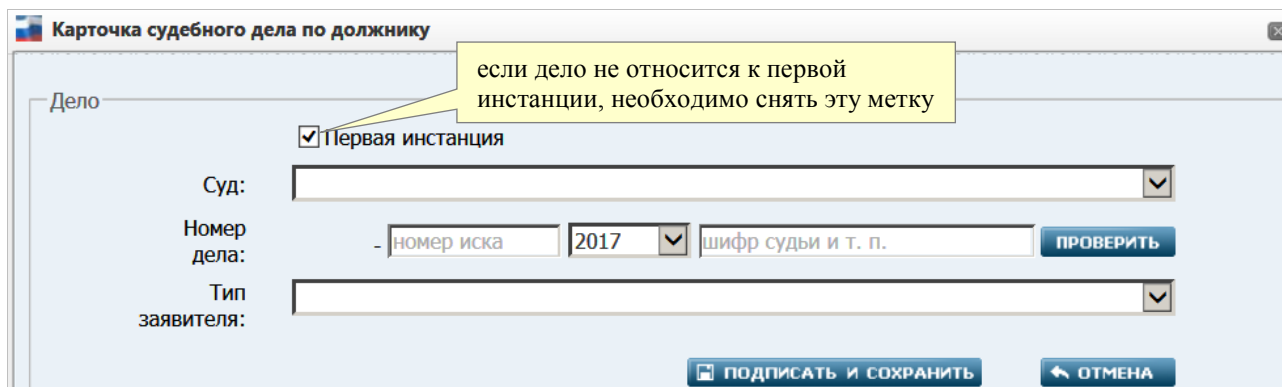 Карточка судебного дела по должнику
если дело не относится к первой
инстанции, необходимо снять эту метку
Дело
Первая инстанция
Суд:
Номер
дела:
- номер иска 2017 шифр судьи и т. п. ПРОВЕРИТЬ
Тип
заявителя:
ПОДПИСАТЬ И СОХРАНИТЬ ОТМЕНА